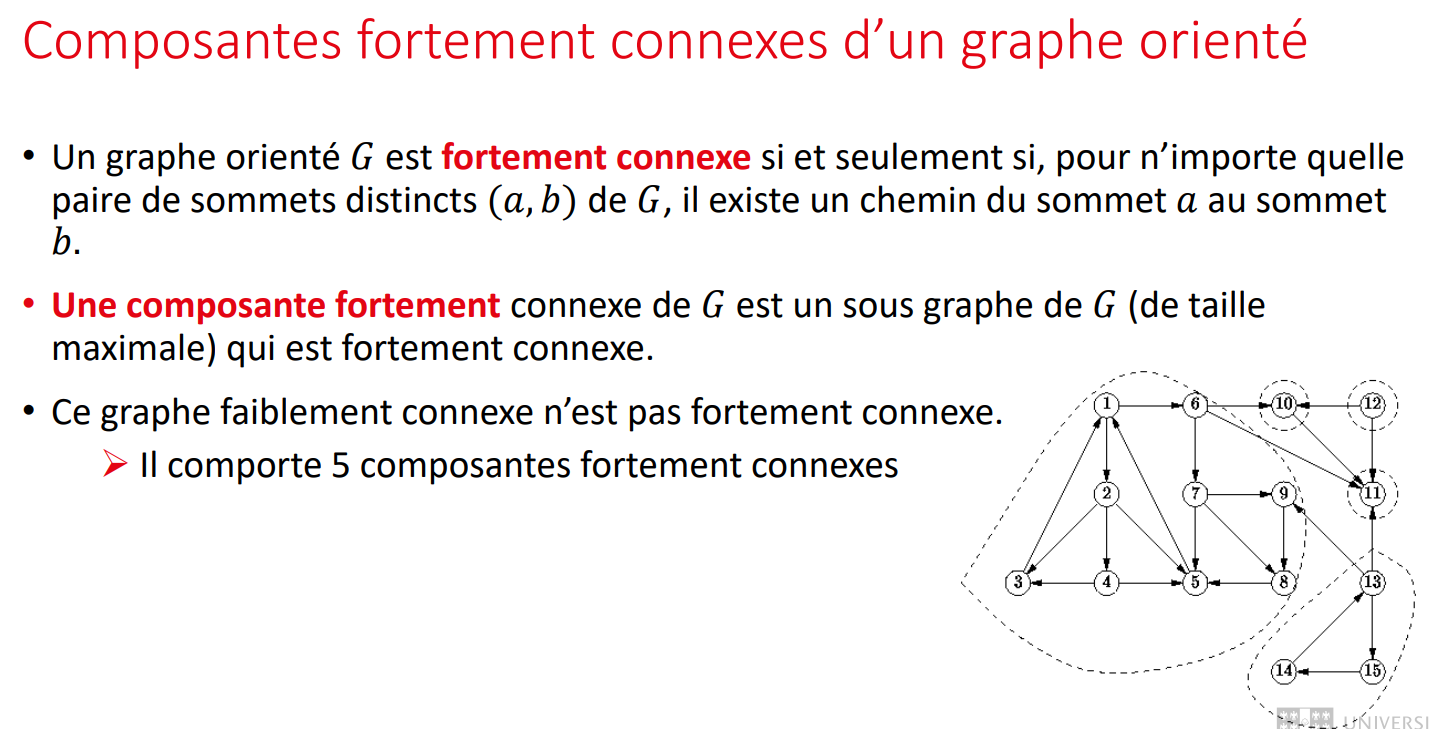 Composantes fortement connexes d’un graphe orienté
• Un graphe orienté G est fortement connexe si et seulement si, pour n’importe quelle
paire de sommets distincts (a, b) de G, il existe un chemin du sommet a au sommet
b.
• Une composante fortement connexe de G est un sous graphe de G (de taille
maximale) qui est fortement connexe.
• Ce graphe faiblement connexe n’est pas fortement connexe.
➢ Il comporte 5 composantes fortement connexes
1 6 10 12
2 7 9 11
3 4 5 8 13
14 15
UNIVERSI